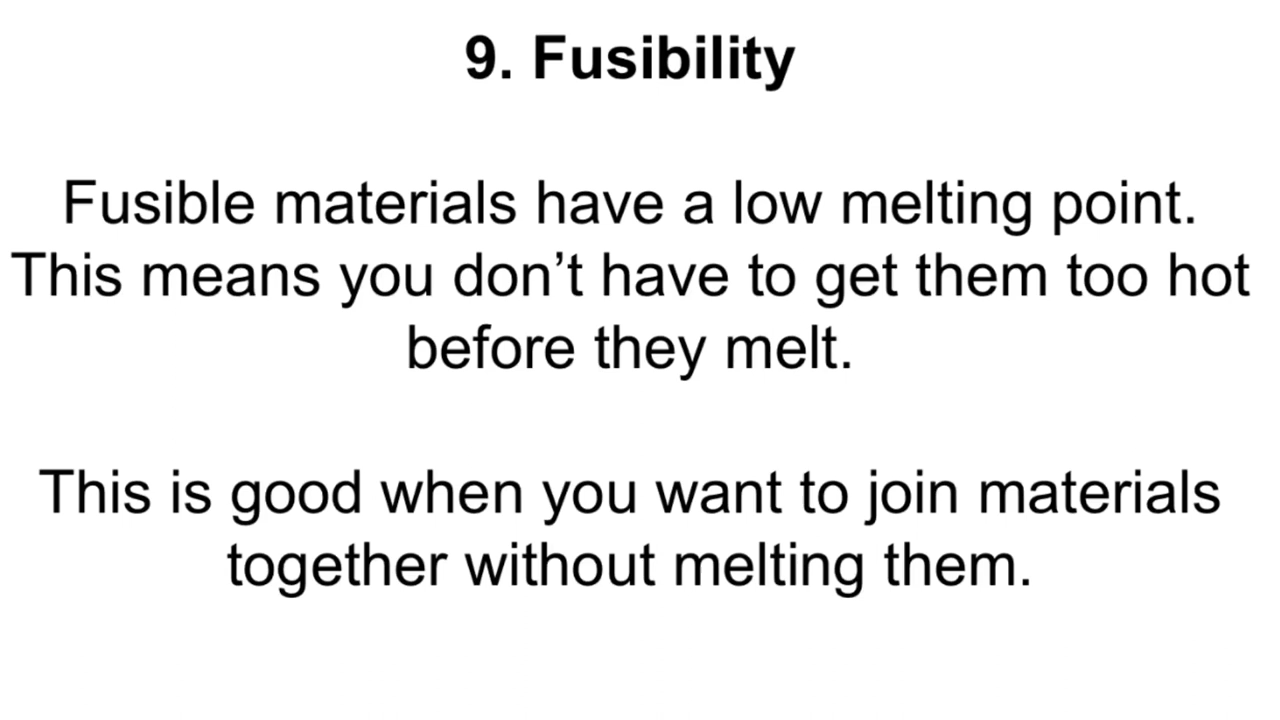 9. Fusibility
Fusible materials have a low melting point.
This means you don’t have to get them too hot
before they melt.
This is good when you want to join materials
together without melting them.